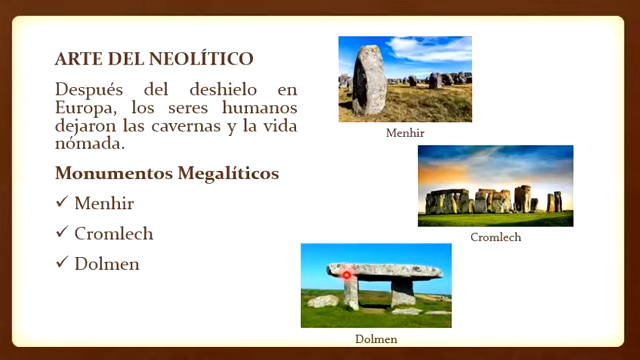 ARTE DEL NEOLÍTICO
Después del deshielo en
Europa, los seres humanos
dejaron las cavernas y la vida
nómada.
Monumentos Megalíticos
✓ Menhir
✓ Cromlech
✓ Dolmen
Menhir
Cromlech
Dolmen